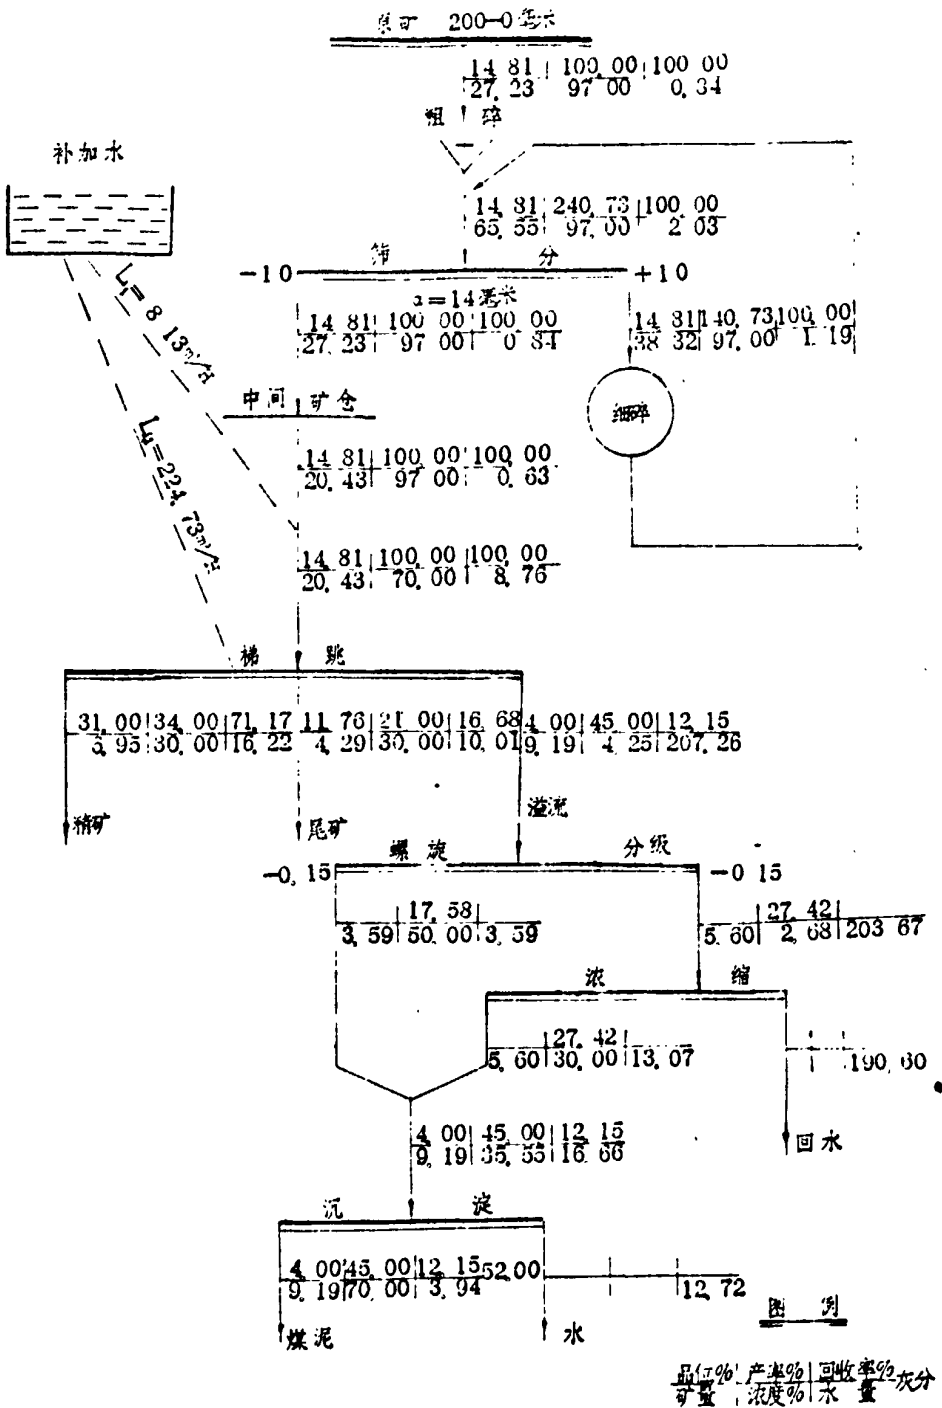 原矿 200-0毫米
14.81 100.00 100.00
27.23 97.00 0.34
粗碎
补加水
14.81 240.73 100.00
65.55 97.00 2.03
筛分
-10 +10
a=14毫米
L₁=8.13m³/H
14.81 100.00 100.00
27.23 97.00 0.84
14.81 140.73 100.00
38.32 97.00 1.19
中间矿仓
细碎
14.81 100.00 100.00
20.43 97.00 0.63
=224.73m³/H
14.81 100.00 100.00
20.43 70.00 8.76
梯跳
31.00 34.00 71.17 11.76 21.00 16.68 4.00 45.00 12.15
6.95 30.00 16.22 4.29 30.00 10.01 9.19 4.25 207.26
精矿 尾矿 溢流
螺旋分级
-0.15 -0.15
17.58
3.59 50.00 3.59
27.42
5.60 2.68 203.67
浓缩
27.42
5.60 30.00 13.07
190.60
回水
4.00 45.00 12.15
9.19 35.55 16.66
沉淀
4.00 45.00 12.15 52.00
9.19 70.00 3.94
12.72
煤泥 水
图例
品位% 产率% 回收率% 灰分
矿量 浓度% 水量